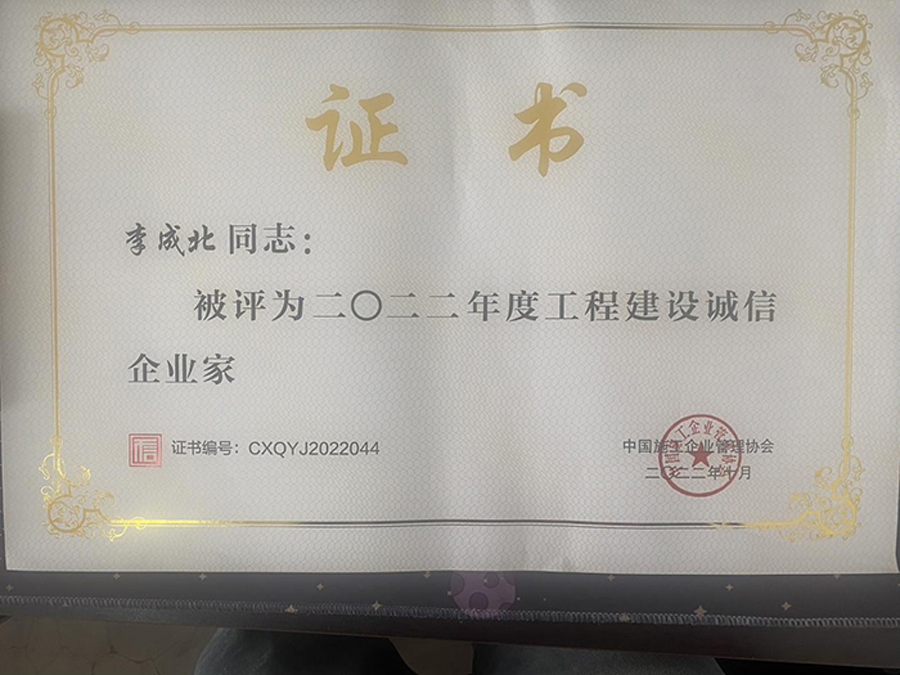 证书
李成北同志：
被评为二〇二二年度工程建设诚信
企业家
信
证书编号：CXQYJ2022044
中国施工企业管理协会
二〇二二年十月